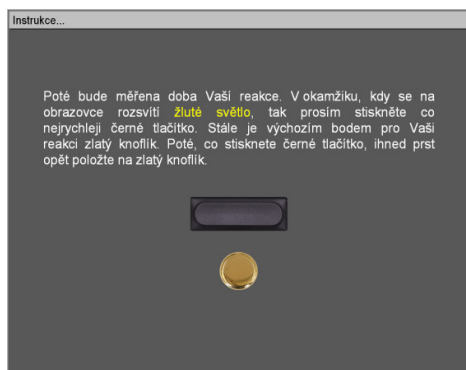 Instrukce...
Poté bude měřena doba Vaší reakce. V okamžiku, kdy se na
obrazovce rozsvítí žluté světlo, tak prosím stiskněte co
nejrychleji černé tlačítko. Stále je výchozím bodem pro Vaši
reakci zlatý knoflík. Poté, co stisknete černé tlačítko, ihned prst
opět položte na zlatý knoflík.